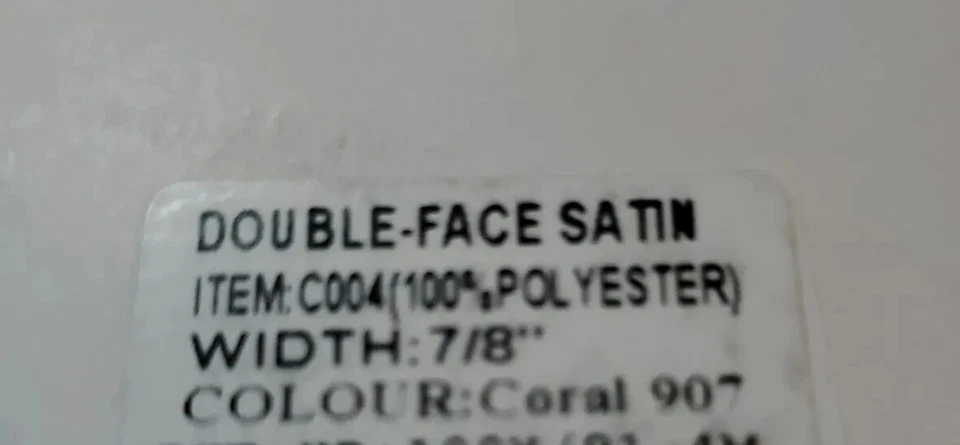 DOUBLE-FACE SATIN
ITEM:C004(100%POLYESTER)
WIDTH:7/8"
COLOUR:Coral 907